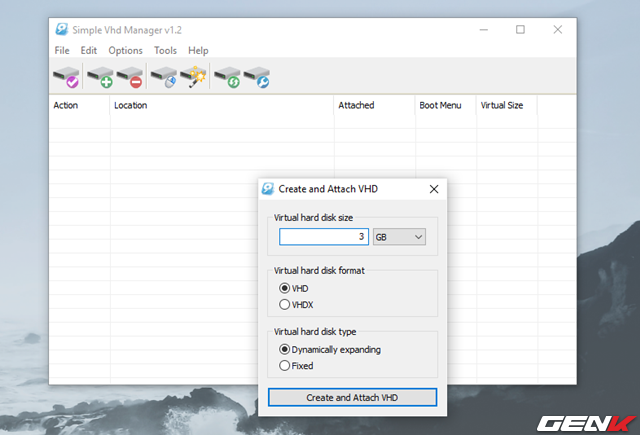 Simple Vhd Manager v1.2
File Edit Options Tools Help
Action Location Attached Boot Menu Virtual Size
Create and Attach VHD
Virtual hard disk size
3 GB
Virtual hard disk format
VHD
VHDX
Virtual hard disk type
Dynamically expanding
Fixed
Create and Attach VHD
GENK